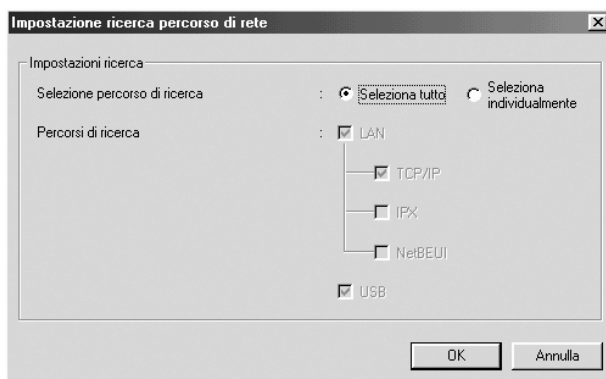 Impostazione ricerca percorso di rete
Impostazioni ricerca
Selezione percorso di ricerca : Seleziona tutto Seleziona individualmente
Percorsi di ricerca : LAN
TCP/IP
IPX
NetBEUI
USB
OK Annulla